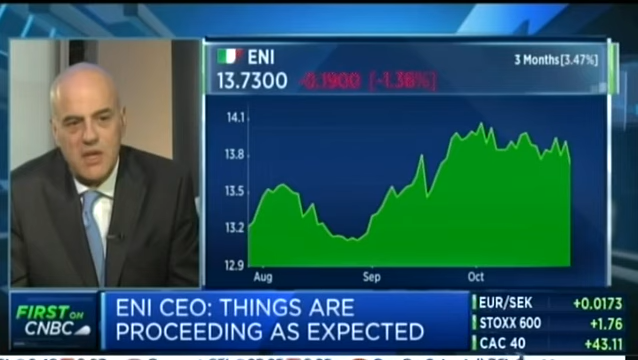 ENI
3 Months[3.47%]
13.7300
-0.1900 [-1.36%]
14.1
13.8
13.5
13.2
12.9
Aug
Sep
Oct
FIRST ON
CNBC
ENI CEO: THINGS ARE
PROCEEDING AS EXPECTED
EUR/SEK
+0.0173
STOXX 600
+1.76
CAC 40
+43.11